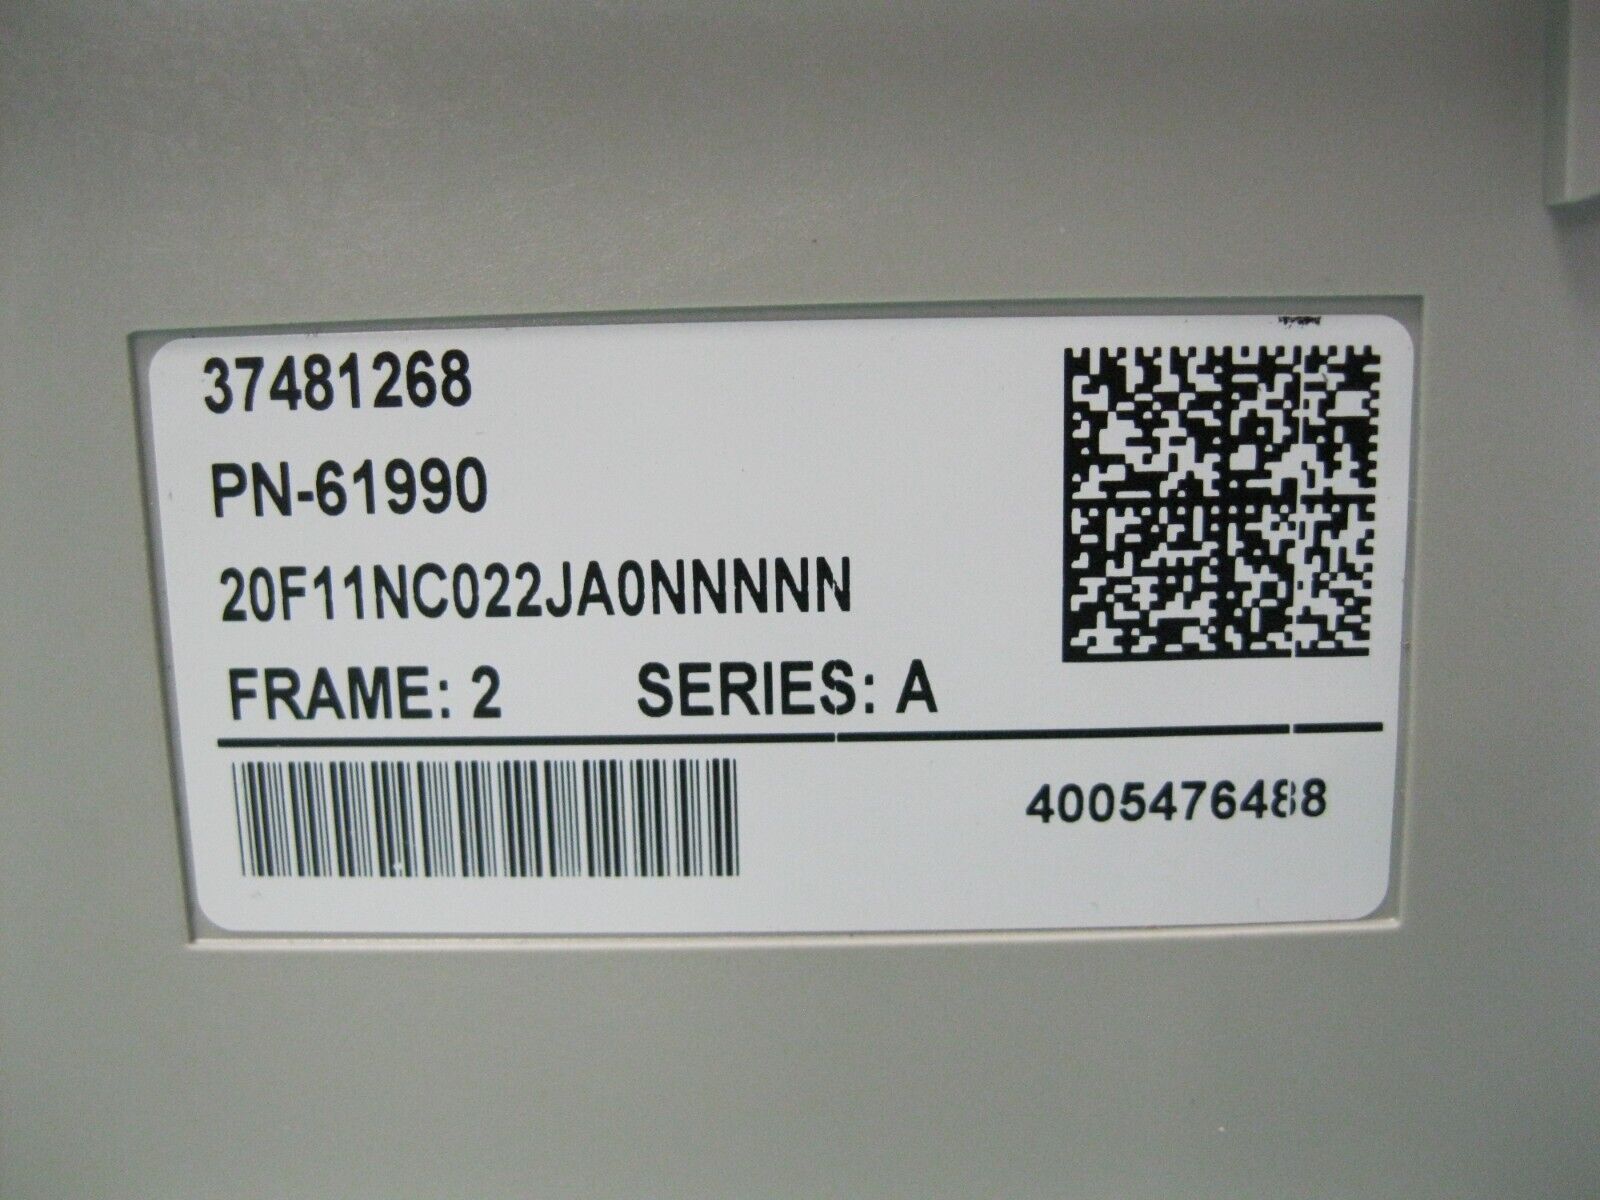 37481268
PN-61990
20F11NC022JA0NNNNN
FRAME: 2 SERIES: A
4005476488